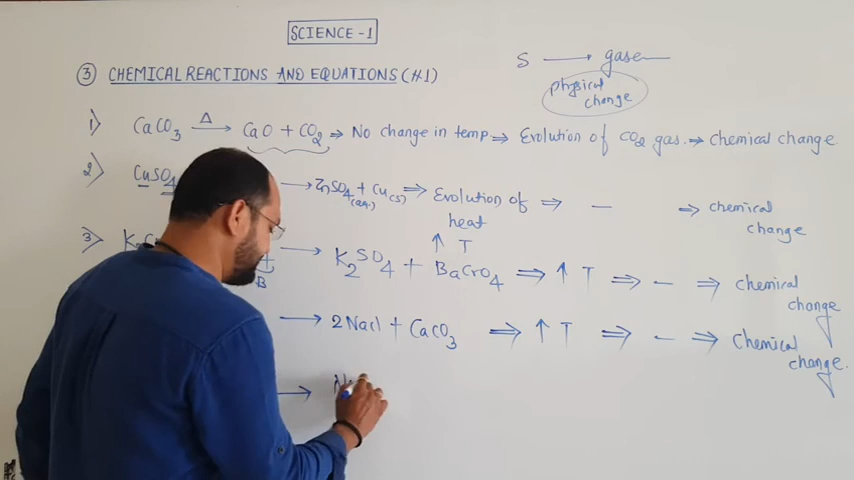 SCIENCE-1
S → gase
physical change
③ CHEMICAL REACTIONS AND EQUATIONS (#1)
1) CaCO3 Δ→ CaO + CO2 ⇒ No change in temp ⇒ Evolution of CO2 gas. ⇒ Chemical change
2) CuSO4 → ZnSO4 (aq.) + Cu(s) ⇒ Evolution of heat ⇒ — ⇒ chemical change
↑ T
3) K2 → K2SO4 + BaCrO4 ⇒ ↑ T ⇒ — ⇒ Chemical change
B
→ 2Nacl + CaCO3 ⇒ ↑ T ⇒ — ⇒ Chemical change.
→ N